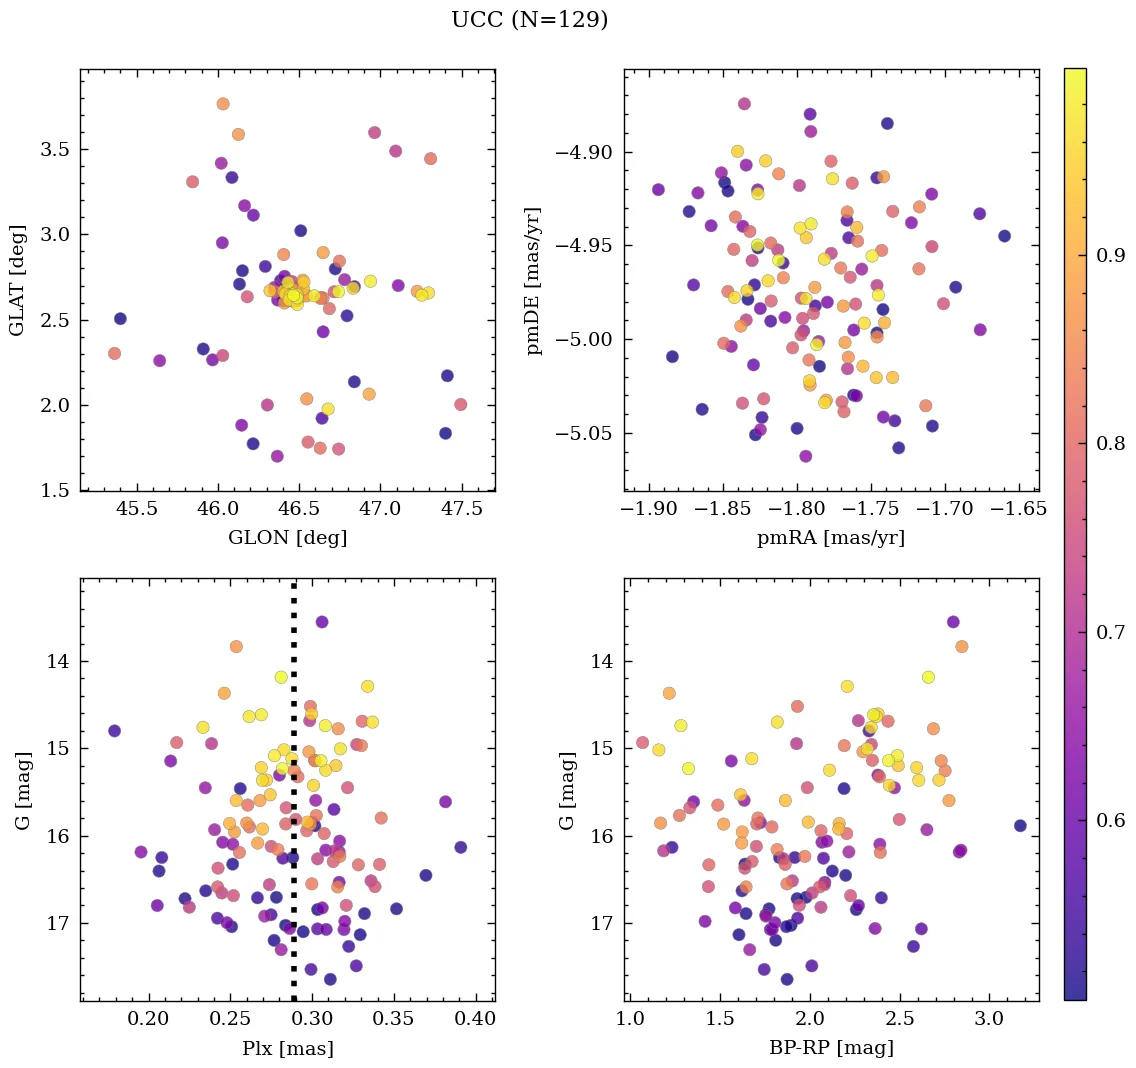 UCC (N=129)
3.5
3.0
2.5
2.0
1.5
GLAT [deg]
45.5 46.0 46.5 47.0 47.5
GLON [deg]
−4.90
−4.95
−5.00
−5.05
pmDE [mas/yr]
−1.90 −1.85 −1.80 −1.75 −1.70 −1.65
pmRA [mas/yr]
14
15
16
17
G [mag]
0.20 0.25 0.30 0.35 0.40
Plx [mas]
14
15
16
17
G [mag]
1.0 1.5 2.0 2.5 3.0
BP-RP [mag]
0.9
0.8
0.7
0.6